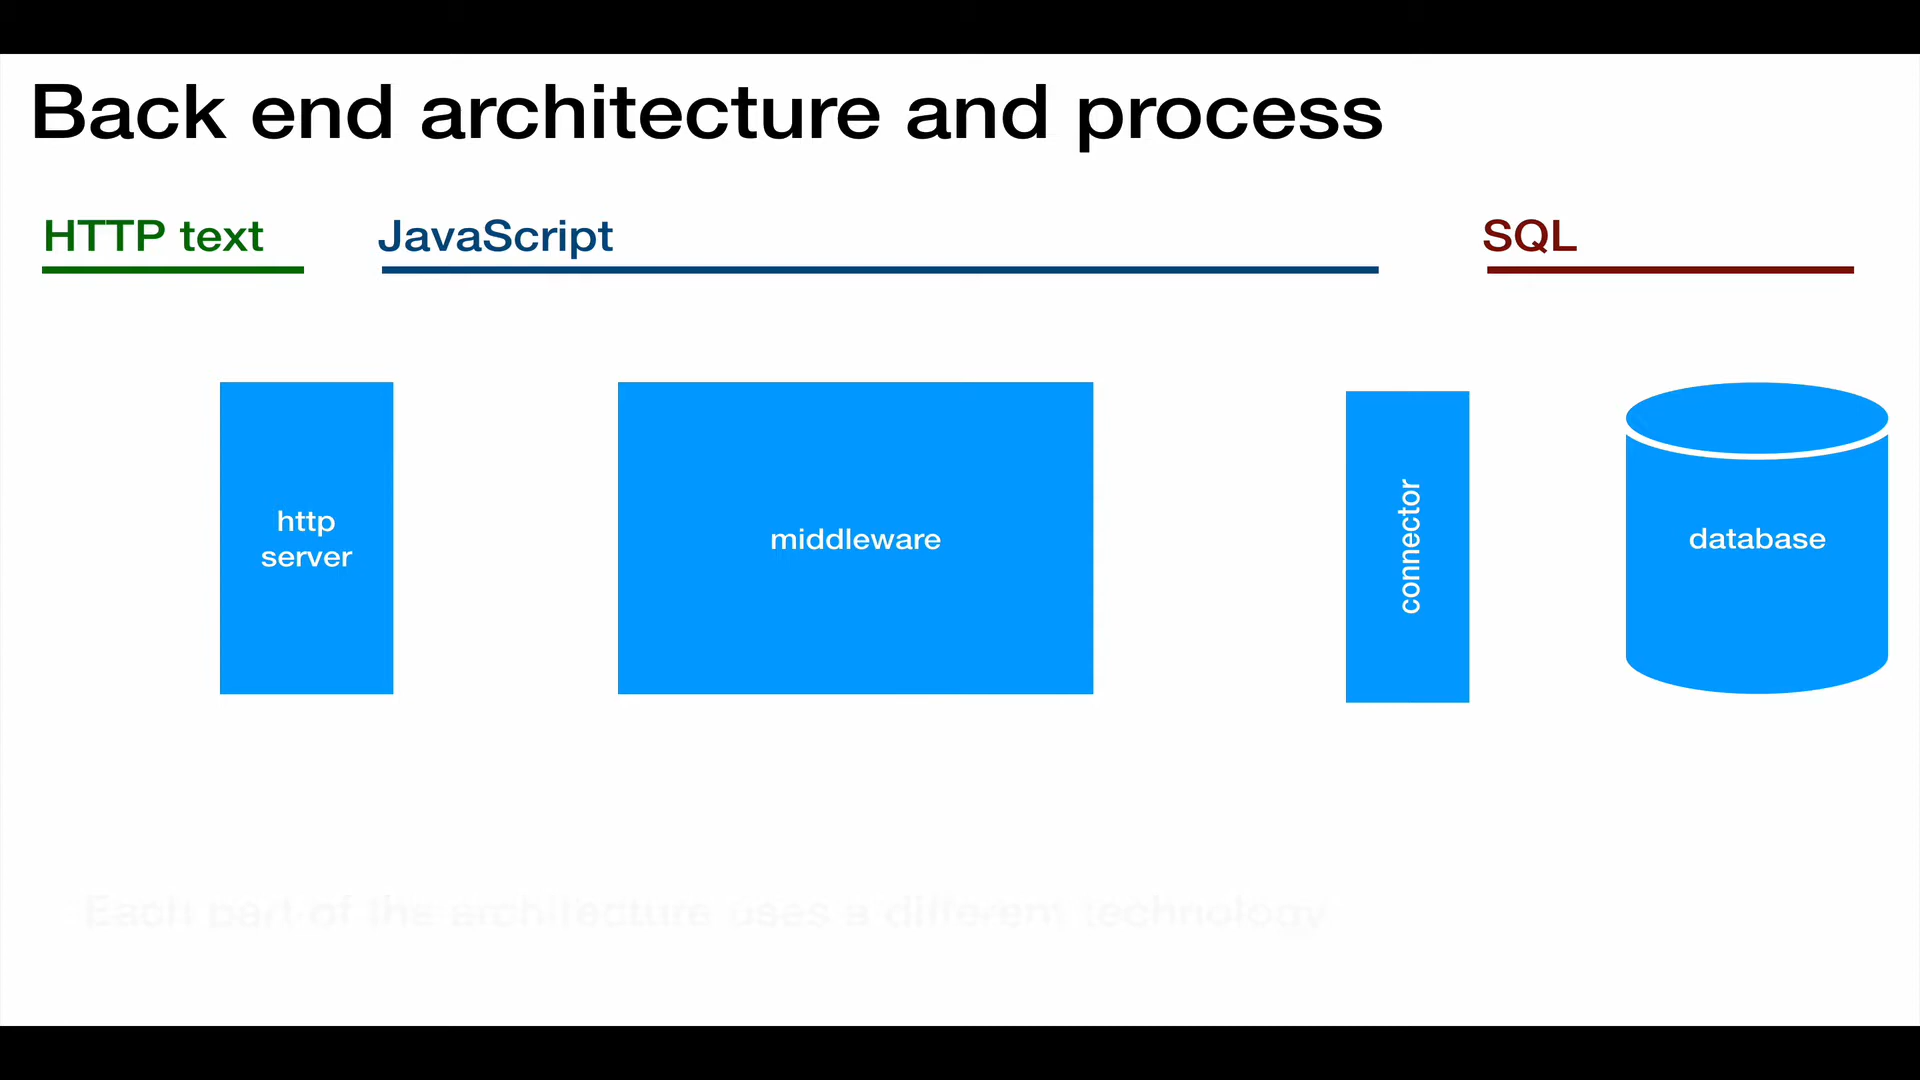 Back end architecture and process
HTTP text
JavaScript
SQL
http
server
middleware
connector
database
Each part of the architecture uses a different technology